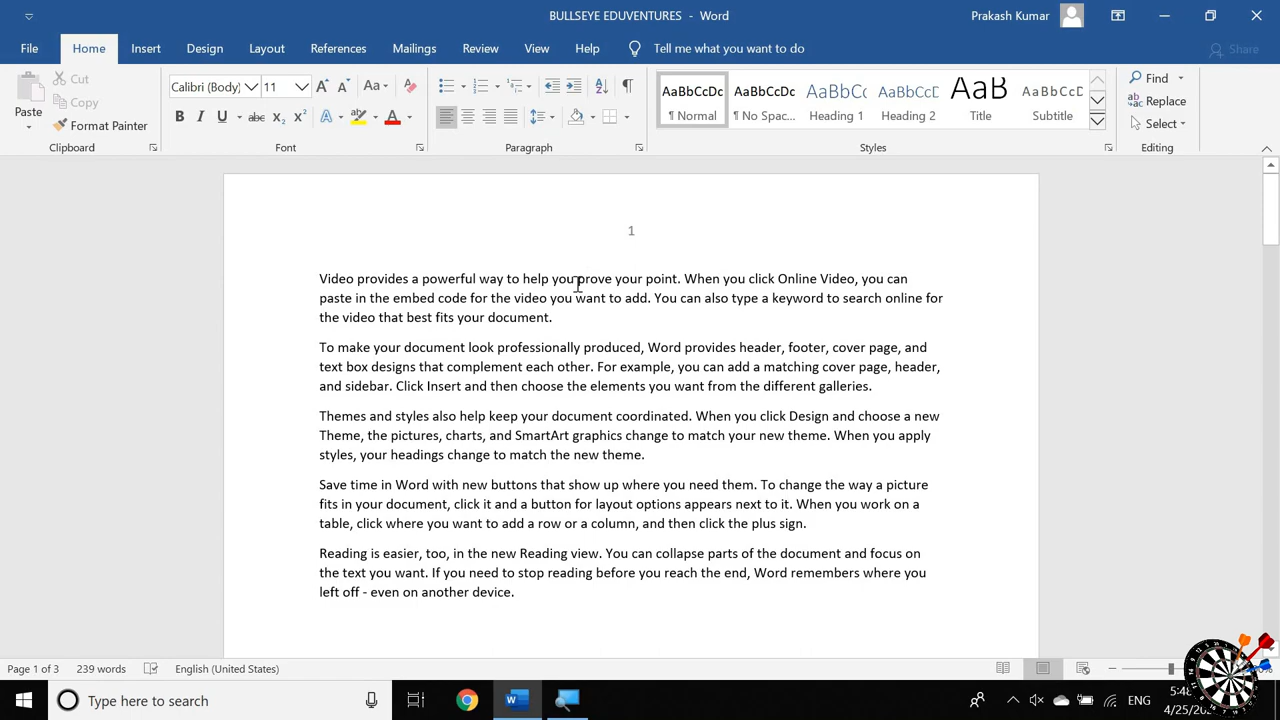 BULLSEYE EDUVENTURES - Word
Prakash Kumar
File Home Insert Design Layout References Mailings Review View Help Tell me what you want to do Share
Paste
Cut
Copy
Format Painter
Clipboard
Calibri (Body) 11
Font
Paragraph
AaBbCcDc AaBbCcDc AaBbCc AaBbCcD AaB AaBbCcD
¶ Normal ¶ No Spac... Heading 1 Heading 2 Title Subtitle
Styles
Find
Replace
Select
Editing
1
Video provides a powerful way to help you prove your point. When you click Online Video, you can
paste in the embed code for the video you want to add. You can also type a keyword to search online for
the video that best fits your document.
To make your document look professionally produced, Word provides header, footer, cover page, and
text box designs that complement each other. For example, you can add a matching cover page, header,
and sidebar. Click Insert and then choose the elements you want from the different galleries.
Themes and styles also help keep your document coordinated. When you click Design and choose a new
Theme, the pictures, charts, and SmartArt graphics change to match your new theme. When you apply
styles, your headings change to match the new theme.
Save time in Word with new buttons that show up where you need them. To change the way a picture
fits in your document, click it and a button for layout options appears next to it. When you work on a
table, click where you want to add a row or a column, and then click the plus sign.
Reading is easier, too, in the new Reading view. You can collapse parts of the document and focus on
the text you want. If you need to stop reading before you reach the end, Word remembers where you
left off - even on another device.
Page 1 of 3 239 words English (United States)
Type here to search
ENG